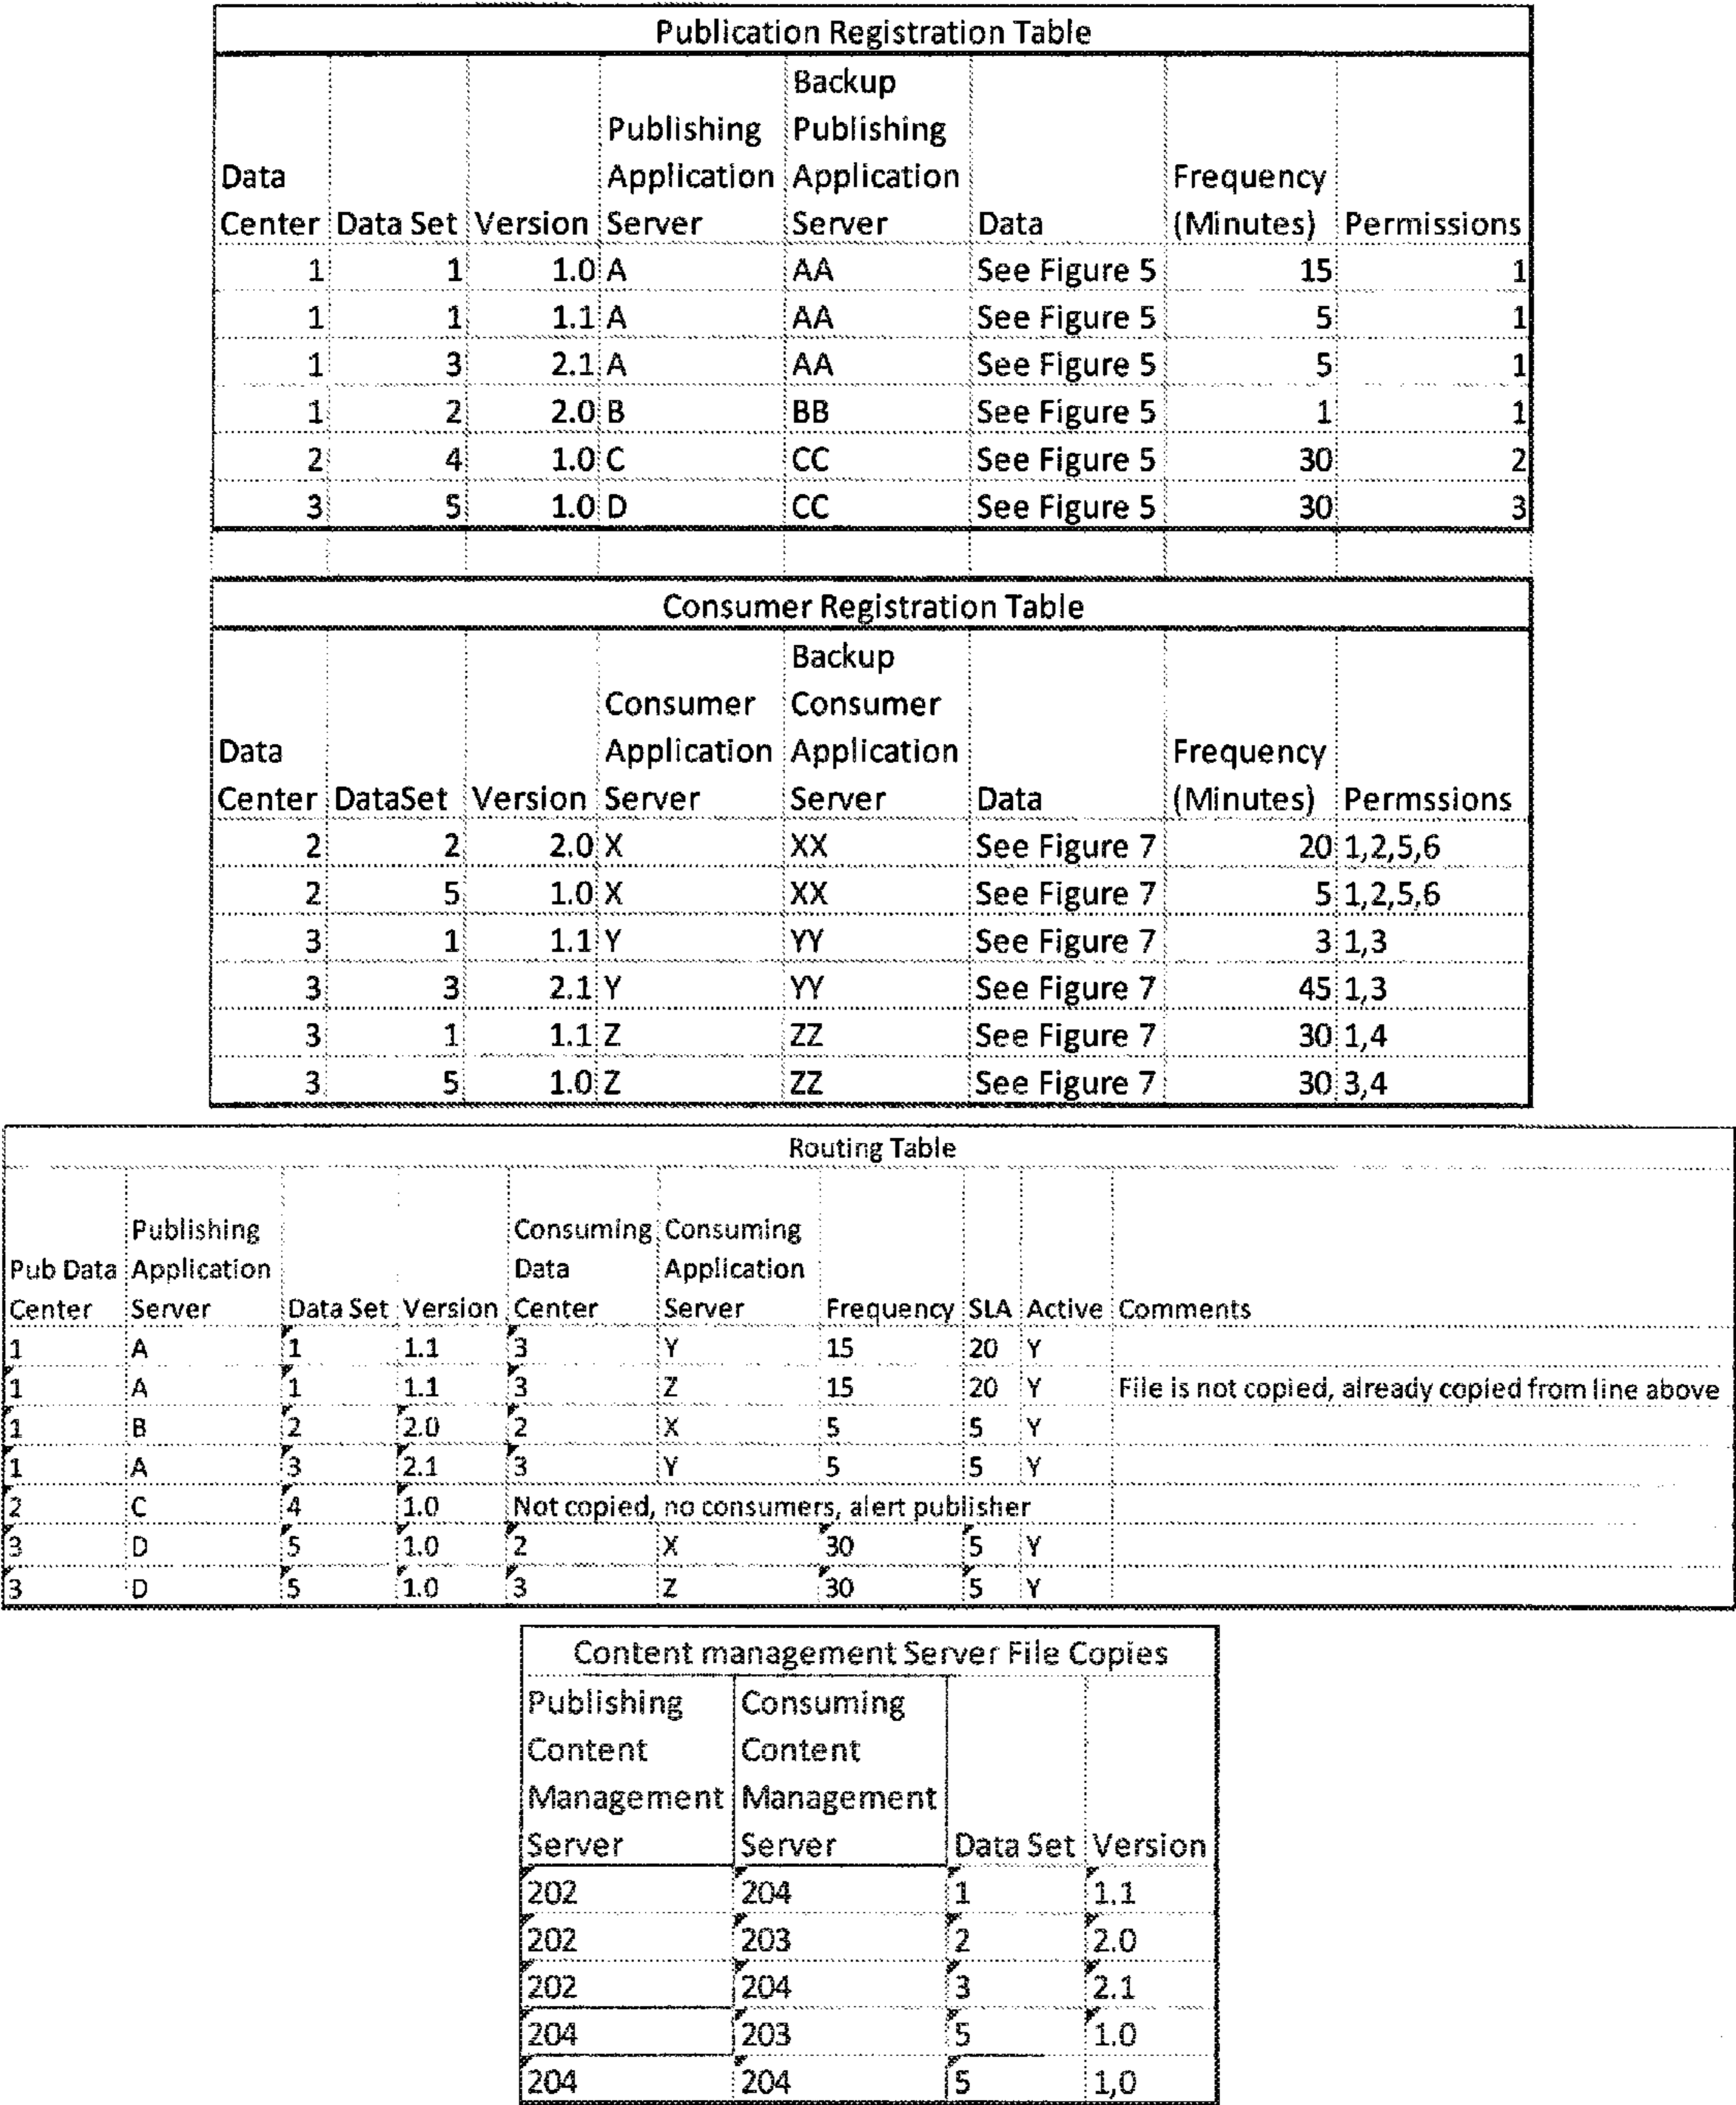 Publication Registration Table
Data Center Data Set Version Publishing Application Server Backup Publishing Application Server Data Frequency (Minutes) Permissions
1 1 1.0 A AA See Figure 5 15 1
1 1 1.1 A AA See Figure 5 5 1
1 3 2.1 A AA See Figure 5 5 1
1 2 2.0 B BB See Figure 5 1 1
2 4 1.0 C CC See Figure 5 30 2
3 5 1.0 D CC See Figure 5 30 3
Consumer Registration Table
Data Center DataSet Version Consumer Application Server Backup Consumer Application Server Data Frequency (Minutes) Permssions
2 2 2.0 X XX See Figure 7 20 1,2,5,6
2 5 1.0 X XX See Figure 7 5 1,2,5,6
3 1 1.1 Y YY See Figure 7 3 1,3
3 3 2.1 Y YY See Figure 7 45 1,3
3 1 1.1 Z ZZ See Figure 7 30 1,4
3 5 1.0 Z ZZ See Figure 7 30 3,4
Routing Table
Pub Data Center Publishing Application Server Data Set Version Consuming Data Center Consuming Application Server Frequency SLA Active Comments
1 A 1 1.1 3 Y 15 20 Y
1 A 1 1.1 3 Z 15 20 Y File is not copied, already copied from line above
1 B 2 2.0 2 X 5 5 Y
1 A 3 2.1 3 Y 5 5 Y
2 C 4 1.0 Not copied, no consumers, alert publisher
3 D 5 1.0 2 X 30 5 Y
3 D 5 1.0 3 Z 30 5 Y
Content management Server File Copies
Publishing Content Management Server Consuming Content Management Server Data Set Version
202 204 1 1.1
202 203 2 2.0
202 204 3 2.1
204 203 5 1.0
204 204 5 1,0